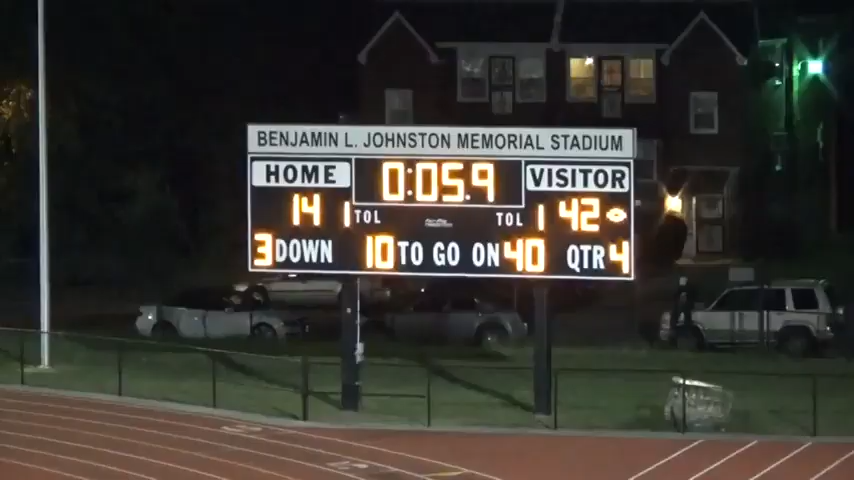 BENJAMIN L. JOHNSTON MEMORIAL STADIUM
HOME 0:05.9 VISITOR
14 1 TOL TOL 1 42
3 DOWN 10 TO GO ON 40 QTR 4